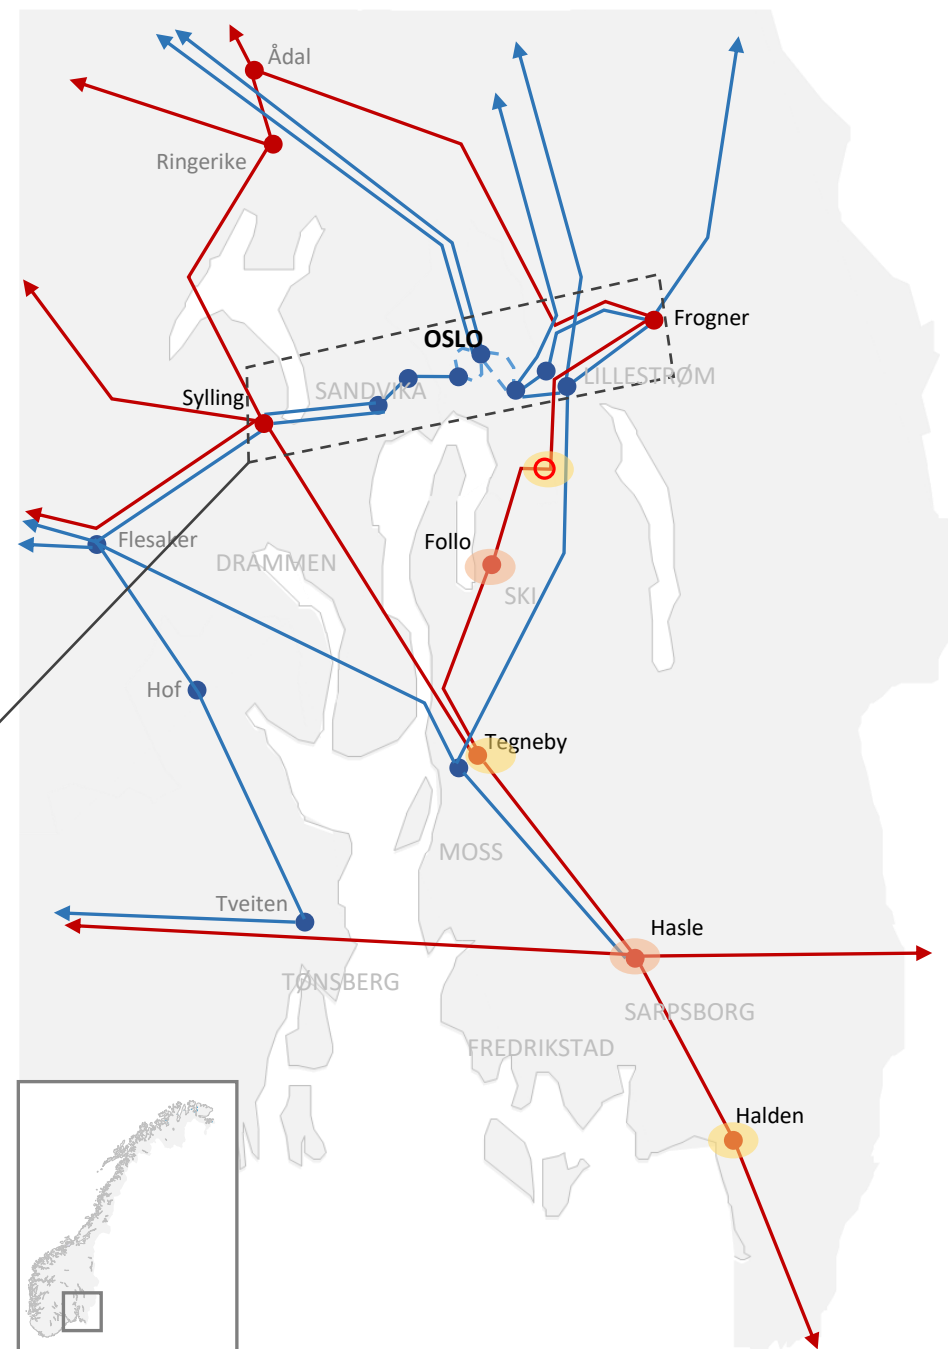 Ådal
Ringerike
Frogner
OSLO
LILLESTRØM
SANDVIKA
Sylling
Flesaker
Follo
DRAMMEN
SKI
Hof
Tegneby
MOSS
Tveiten
Hasle
TØNSBERG
SARPSBORG
FREDRIKSTAD
Halden